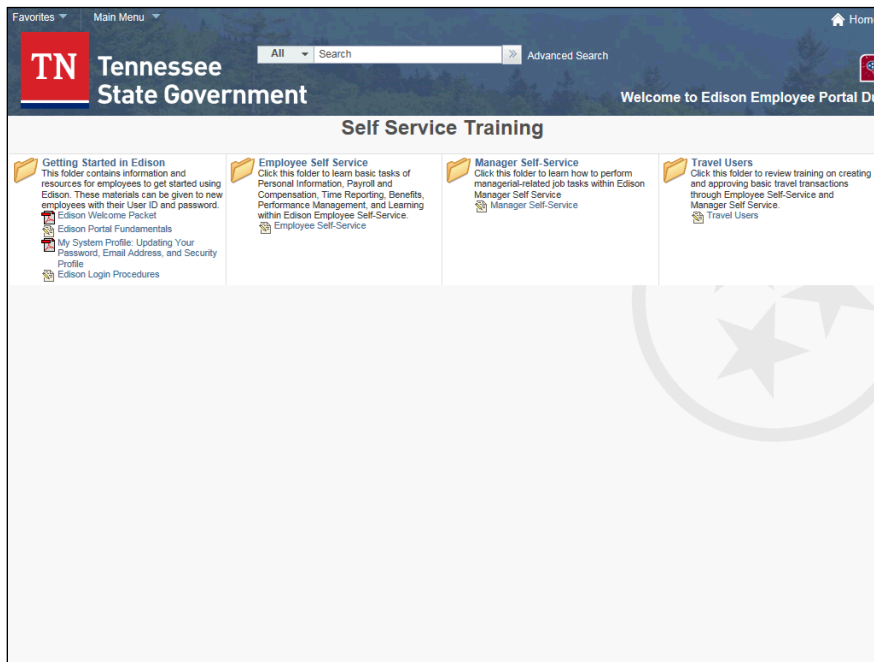 Favorites
Main Menu
Home
TN
Tennessee
State Government
All
Search
Advanced Search
Welcome to Edison Employee Portal
Self Service Training
Getting Started in Edison
This folder contains information and
resources for employees to get started using
Edison. These materials can be given to new
employees with their User ID and password.
Edison Welcome Packet
Edison Portal Fundamentals
My System Profile: Updating Your
Password, Email Address, and Security
Profile
Edison Login Procedures
Employee Self Service
Click this folder to learn basic tasks of
Personal Information, Payroll and
Compensation, Time Reporting, Benefits,
Performance Management, and Learning
within Edison Employee Self-Service.
Employee Self-Service
Manager Self-Service
Click this folder to learn how to perform
managerial-related job tasks within Edison
Manager Self Service
Manager Self-Service
Travel Users
Click this folder to review training on creating
and approving basic travel transactions
through Employee Self-Service and
Manager Self Service.
Travel Users